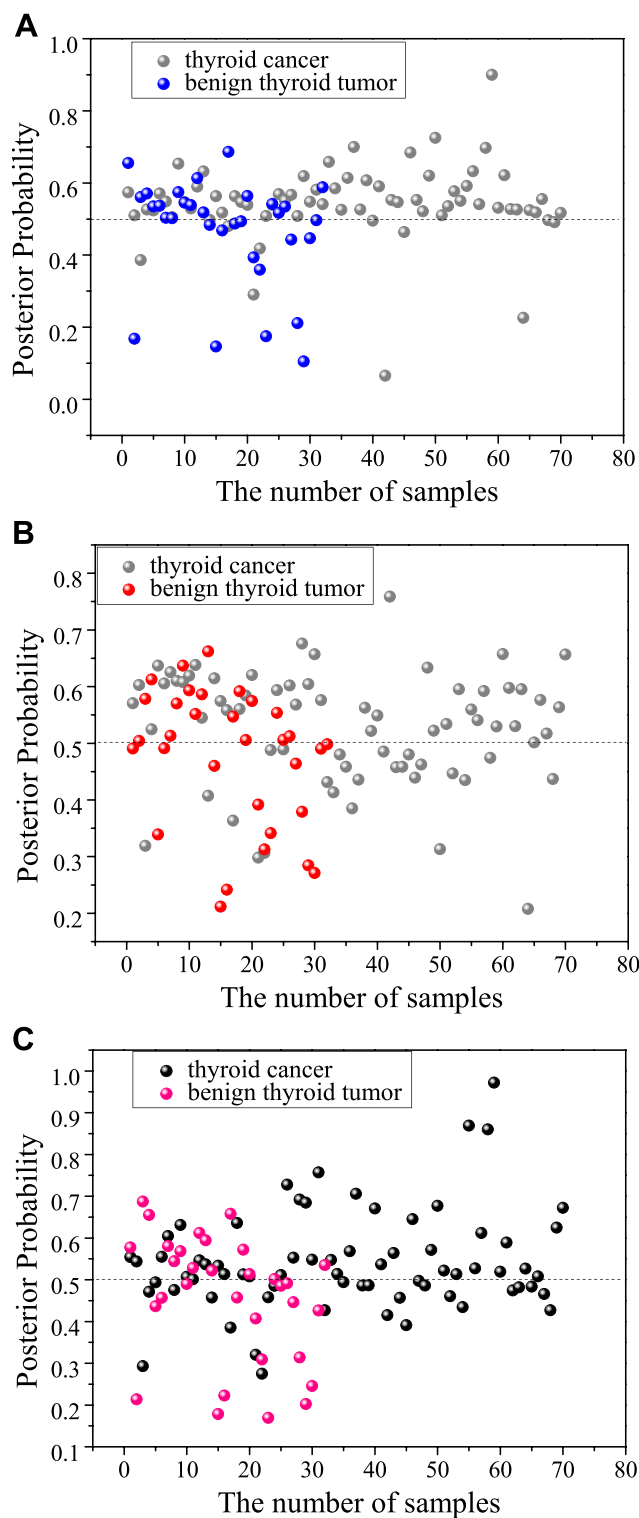 A
thyroid cancer
benign thyroid tumor
1.0
0.8
0.6
0.4
0.2
0.0
Posterior Probability
0 10 20 30 40 50 60 70 80
The number of samples
B
thyroid cancer
benign thyroid tumor
0.8
0.7
0.6
0.5
0.4
0.3
0.2
Posterior Probability
0 10 20 30 40 50 60 70 80
The number of samples
C
thyroid cancer
benign thyroid tumor
1.0
0.9
0.8
0.7
0.6
0.5
0.4
0.3
0.2
0.1
Posterior Probability
0 10 20 30 40 50 60 70 80
The number of samples